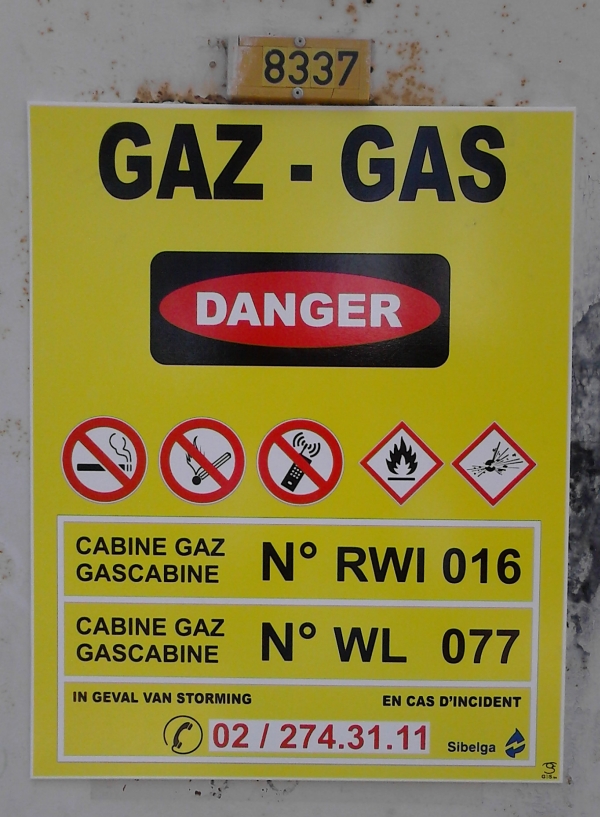 8337
GAZ - GAS
DANGER
CABINE GAZ
GASCABINE
N° RWI 016
CABINE GAZ
GASCABINE
N° WL 077
IN GEVAL VAN STORMING
EN CAS D'INCIDENT
02 / 274.31.11
Sibelga